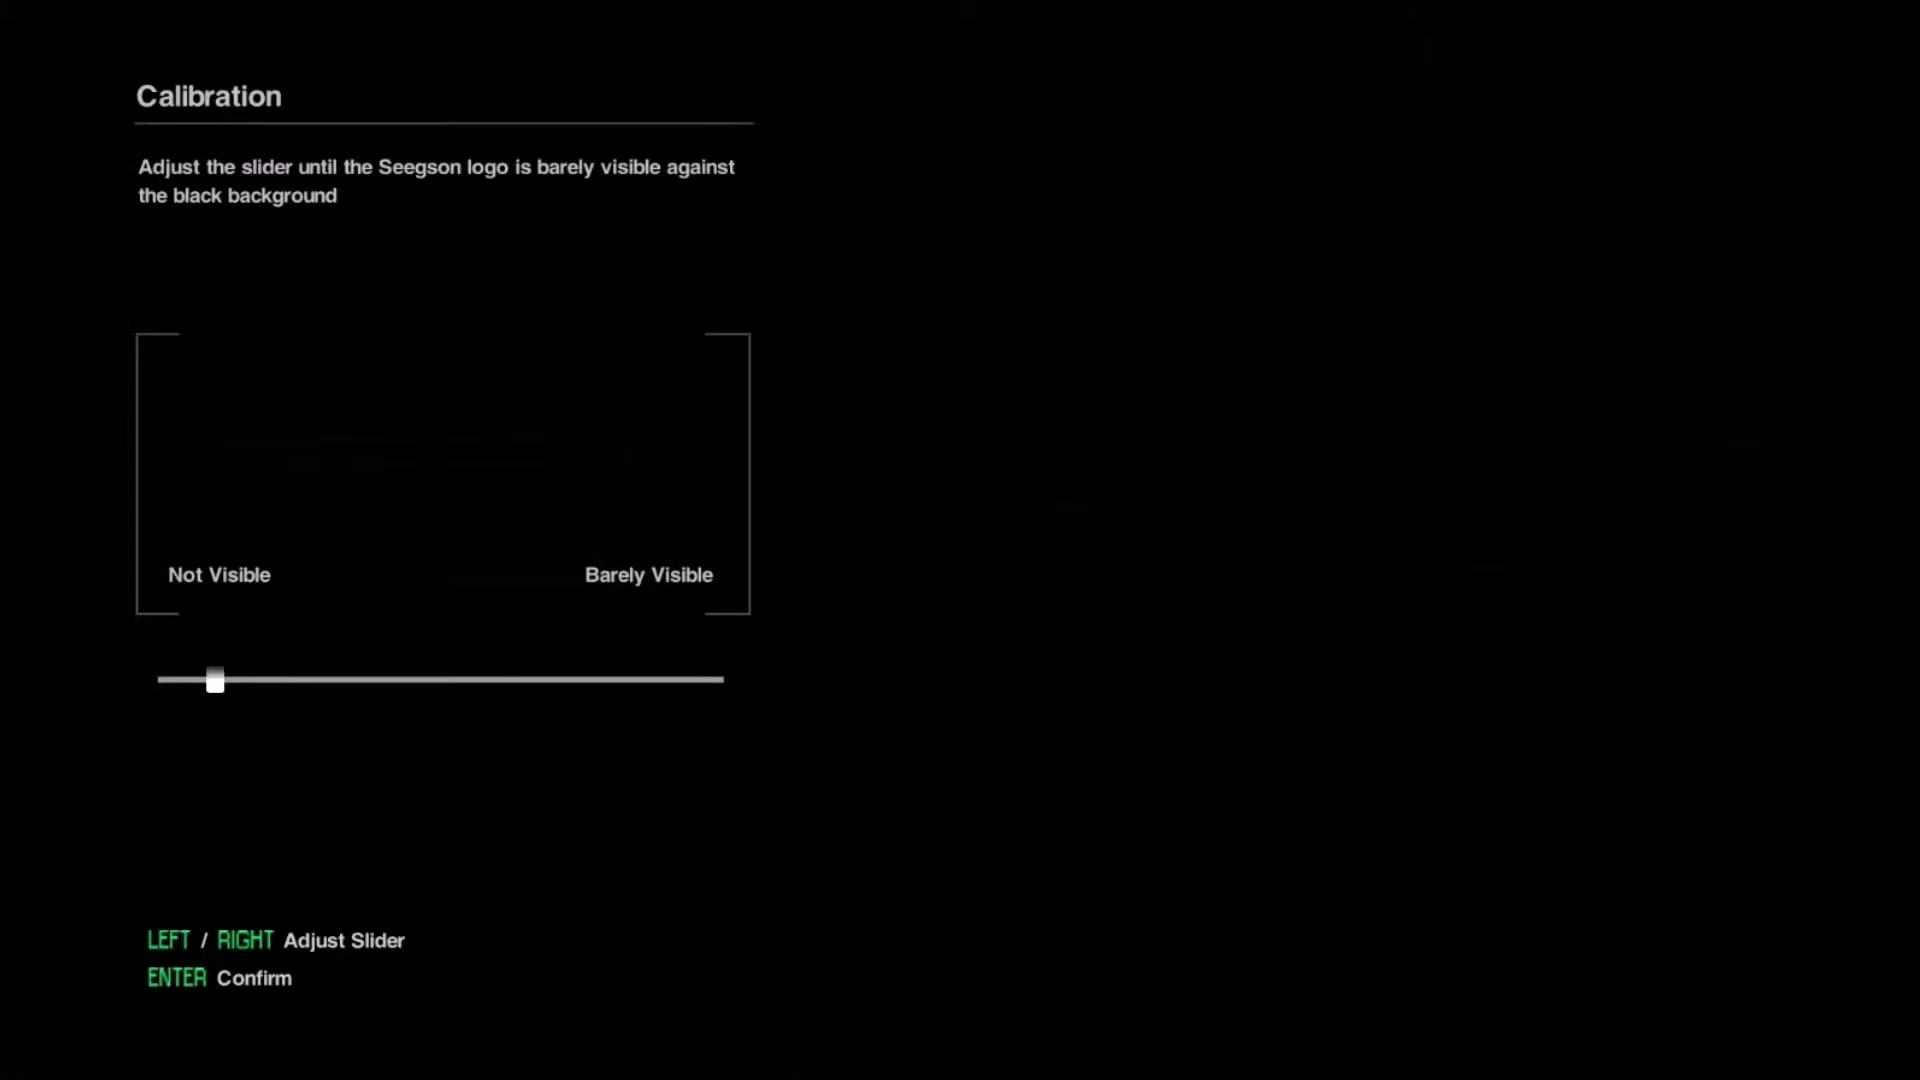 Calibration
Adjust the slider until the Seegson logo is barely visible against
the black background
Not Visible
Barely Visible
LEFT / RIGHT Adjust Slider
ENTER Confirm